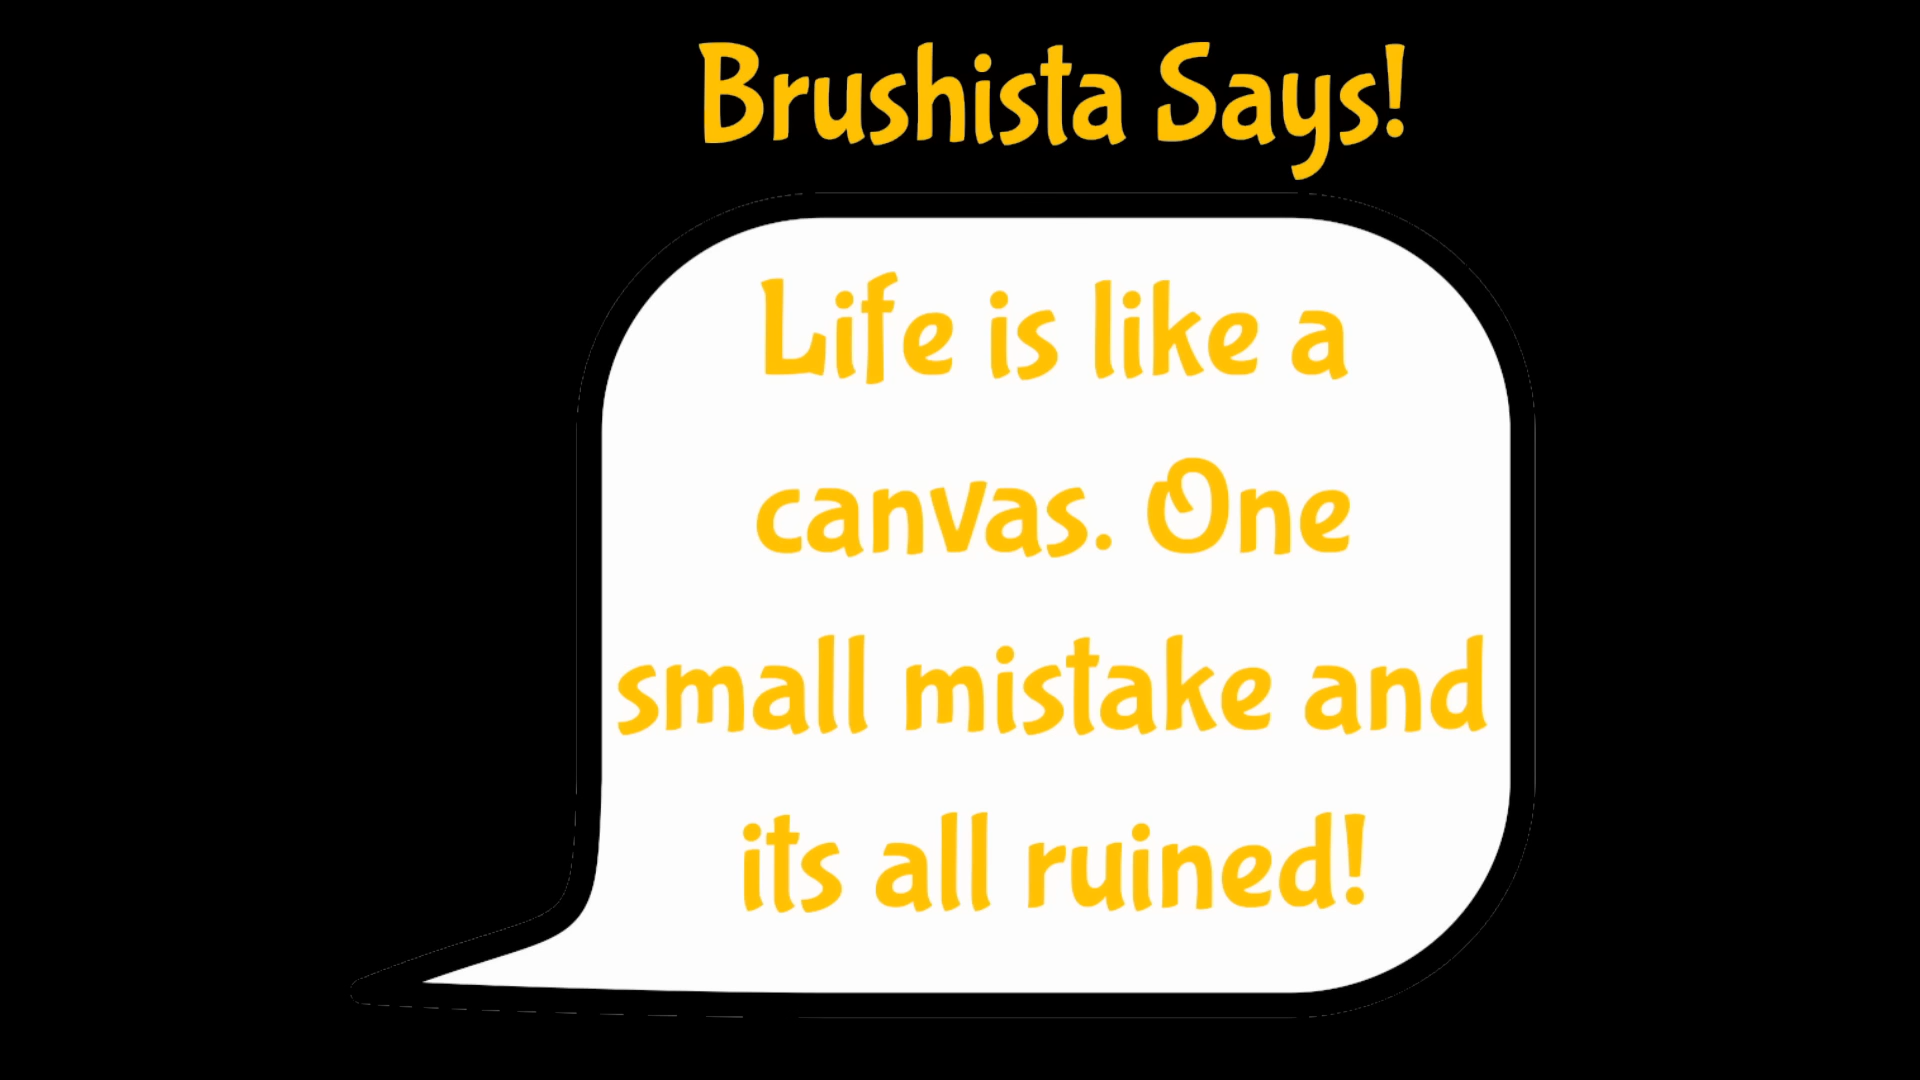 Brushista Says!
Life is like a
canvas. One
small mistake and
its all ruined!